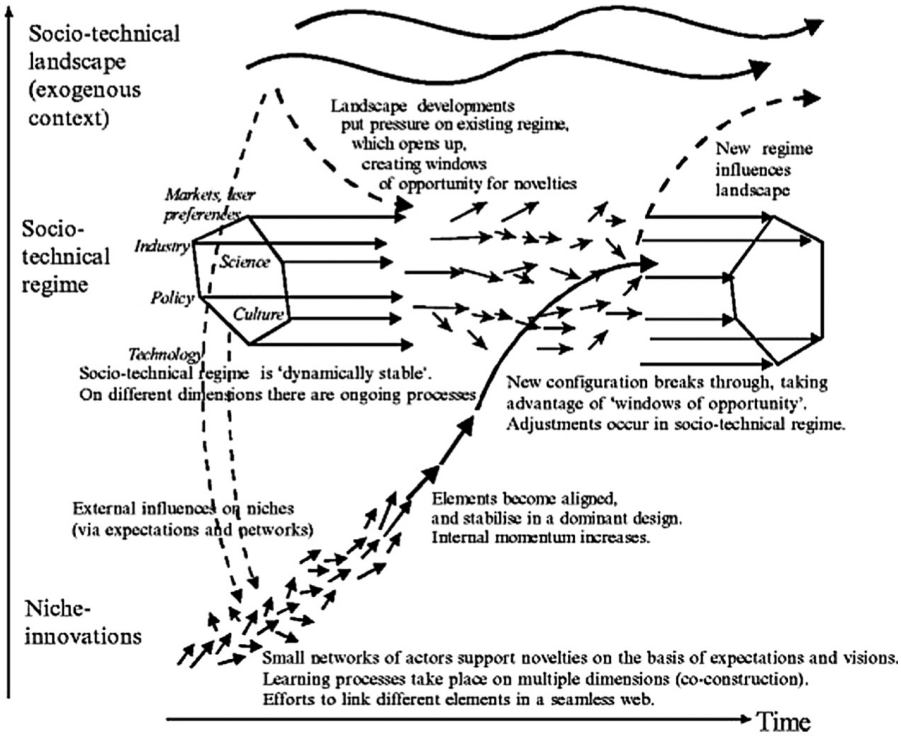 Socio-technical
landscape
(exogenous
context)
Landscape developments
put pressure on existing regime,
which opens up,
creating windows
of opportunity for novelties
New regime
influences
landscape
Markets, user
preferences
Socio-
technical
regime
Industry
Science
Policy
Culture
Technology
Socio-technical regime is ‘dynamically stable’.
On different dimensions there are ongoing processes
New configuration breaks through, taking
advantage of ‘windows of opportunity’.
Adjustments occur in socio-technical regime.
External influences on niches
(via expectations and networks)
Elements become aligned,
and stabilise in a dominant design.
Internal momentum increases.
Niche-
innovations
Small networks of actors support novelties on the basis of expectations and visions.
Learning processes take place on multiple dimensions (co-construction).
Efforts to link different elements in a seamless web.
Time